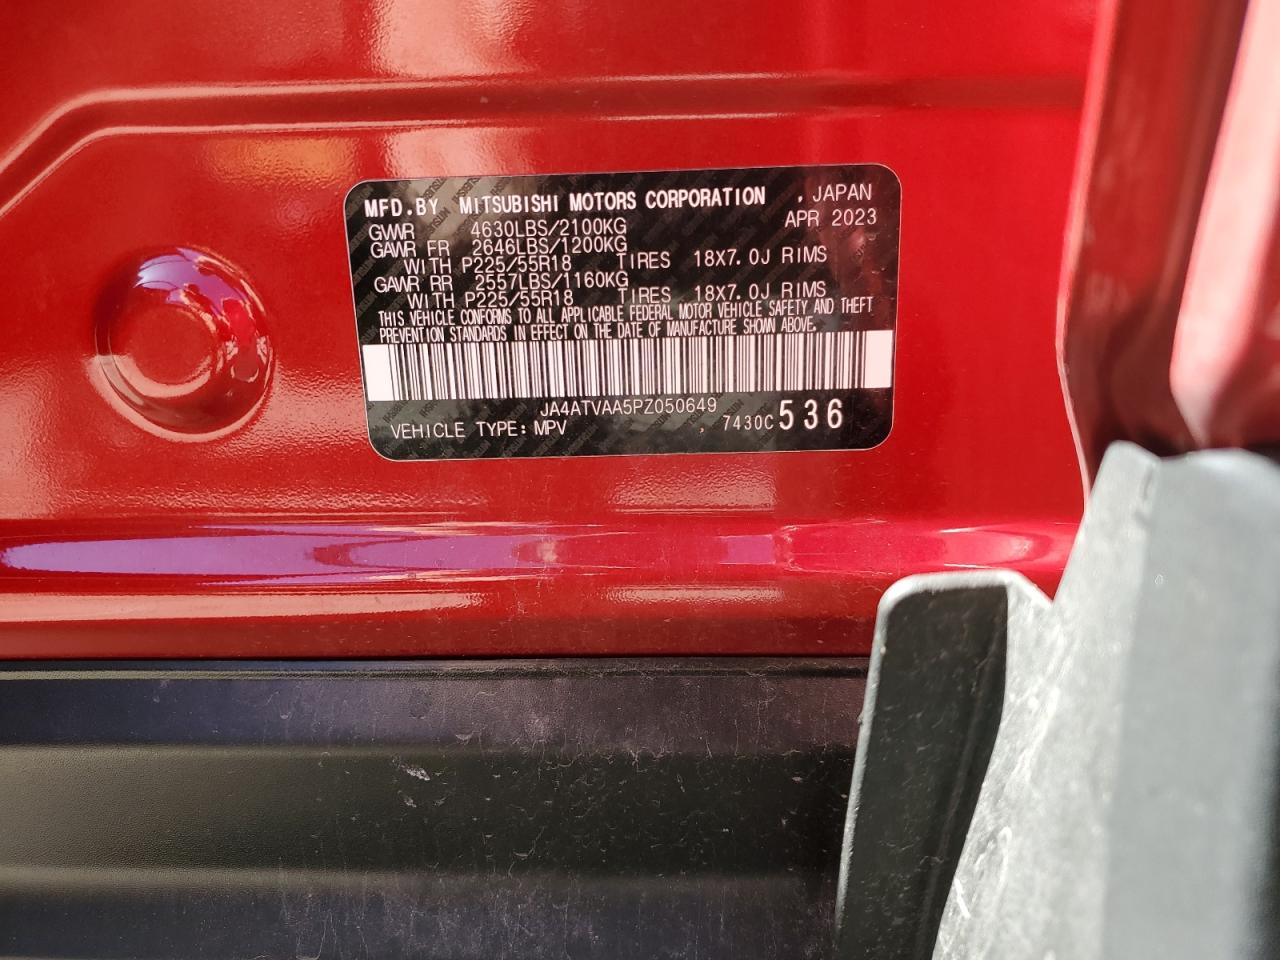 MFD.BY MITSUBISHI MOTORS CORPORATION , JAPAN
GVWR 4630LBS/2100KG APR 2023
GAWR FR 2646LBS/1200KG
WITH P225/55R18 TIRES 18X7.0J RIMS
GAWR RR 2557LBS/1160KG
WITH P225/55R18 TIRES 18X7.0J RIMS
THIS VEHICLE CONFORMS TO ALL APPLICABLE FEDERAL MOTOR VEHICLE SAFETY AND THEFT
PREVENTION STANDARDS IN EFFECT ON THE DATE OF MANUFACTURE SHOWN ABOVE.
JA4ATVAA5PZ050649
VEHICLE TYPE: MPV , 7430C 536